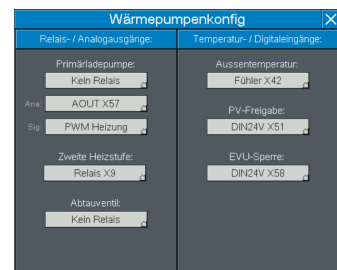 Wärmepumpenkonfig X
Relais- / Analogausgänge:
Primärladepumpe:
Kein Relais
Ana: AOUT X57
Sig: PWM Heizung
Zweite Heizstufe:
Relais X9
Abtauventil:
Kein Relais
Temperatur- / Digitaleingänge:
Aussentemperatur:
Fühler X42
PV-Freigabe:
DIN24V X51
EVU-Sperre:
DIN24V X58